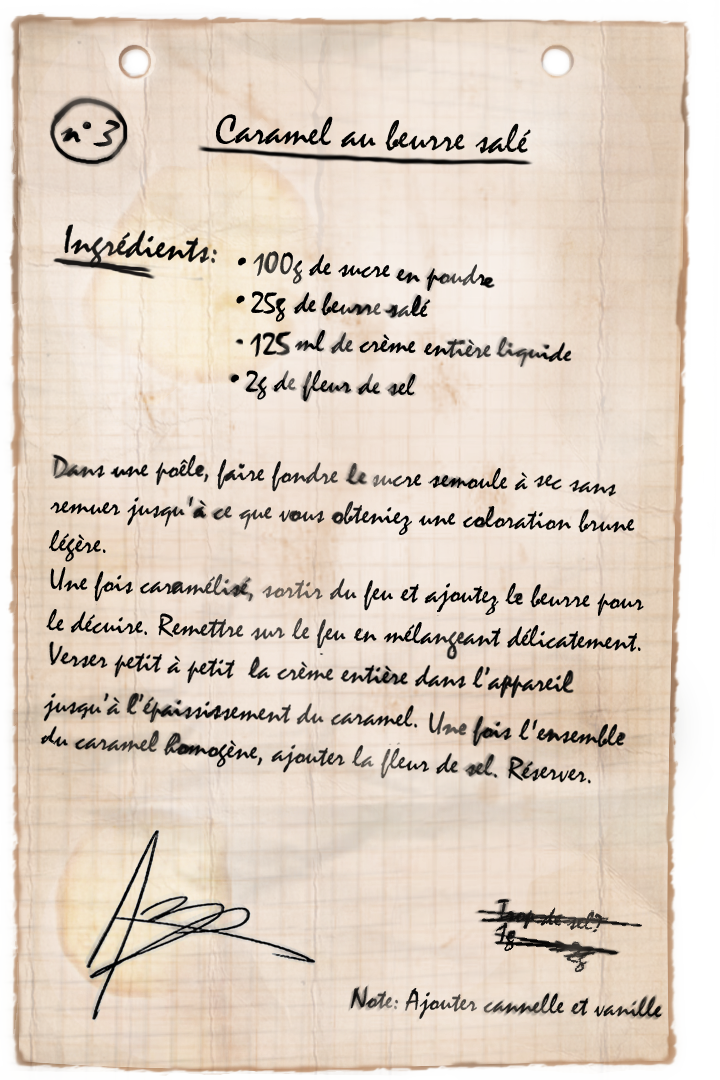 n°3
Caramel au beurre salé
Ingrédients:
• 100g de sucre en poudre
• 25g de beurre salé
• 125 ml de crème entière liquide
• 2g de fleur de sel
Dans une poêle, faire fondre le sucre semoule à sec sans
remuer jusqu'à ce que vous obteniez une coloration brune
légère.
Une fois caramélisé, sortir du feu et ajoutez le beurre pour
le décuire. Remettre sur le feu en mélangeant délicatement.
Verser petit à petit la crème entière dans l'appareil
jusqu'à l'épaississement du caramel. Une fois l'ensemble
du caramel homogène, ajouter la fleur de sel. Réserver.
Trop de sel?
1g 2g
Note: Ajouter cannelle et vanille